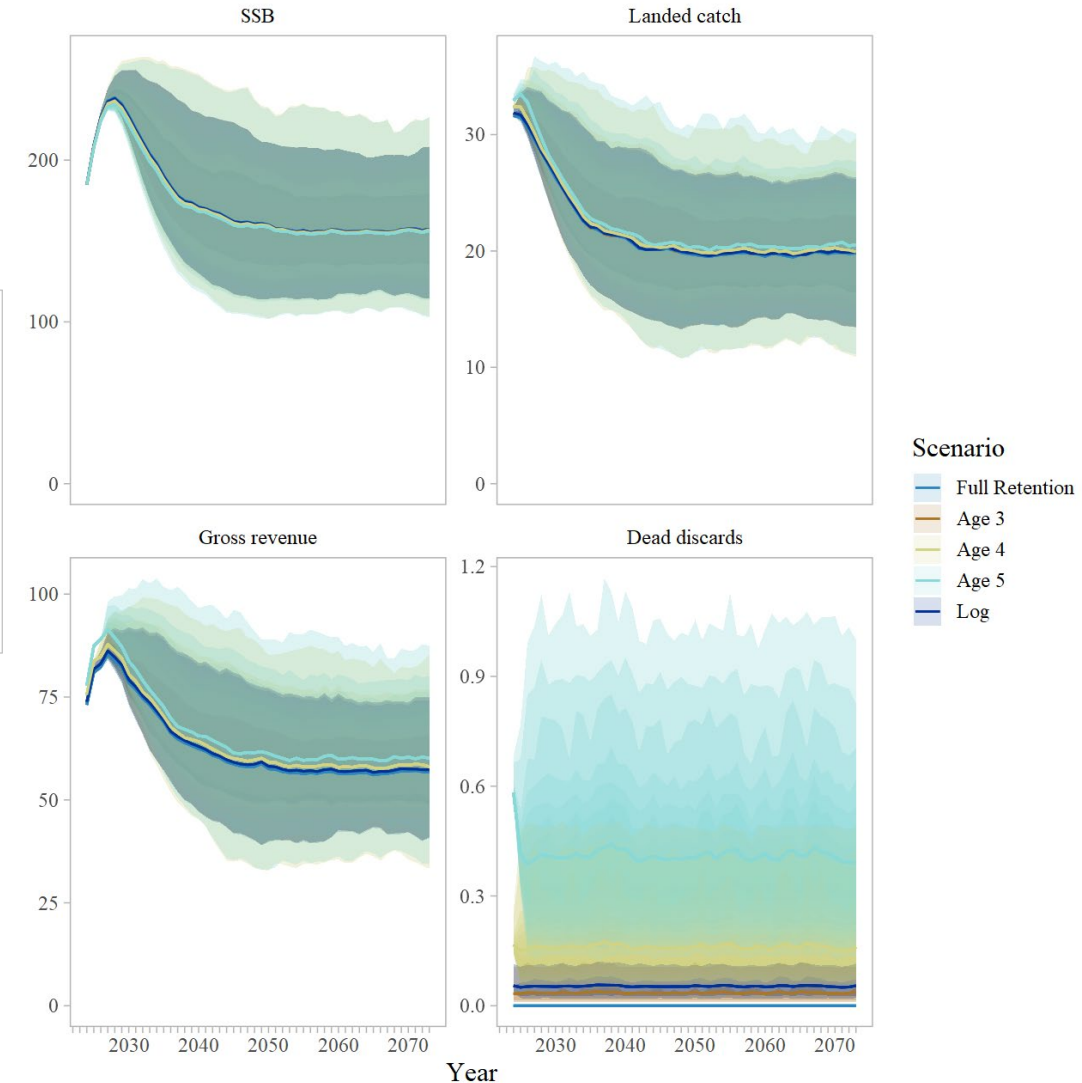 SSB
Landed catch
200
100
0
30
20
10
0
Gross revenue
Dead discards
100
75
50
25
0
1.2
0.9
0.6
0.3
0.0
2030 2040 2050 2060 2070
2030 2040 2050 2060 2070
Year
Scenario
Full Retention
Age 3
Age 4
Age 5
Log